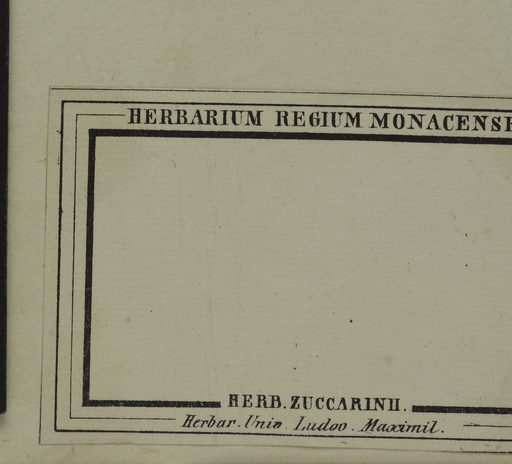 HERBARIUM REGIUM MONACENSE
HERB. ZUCCARINII.
Herbar. Univ. Ludov. Maximil.